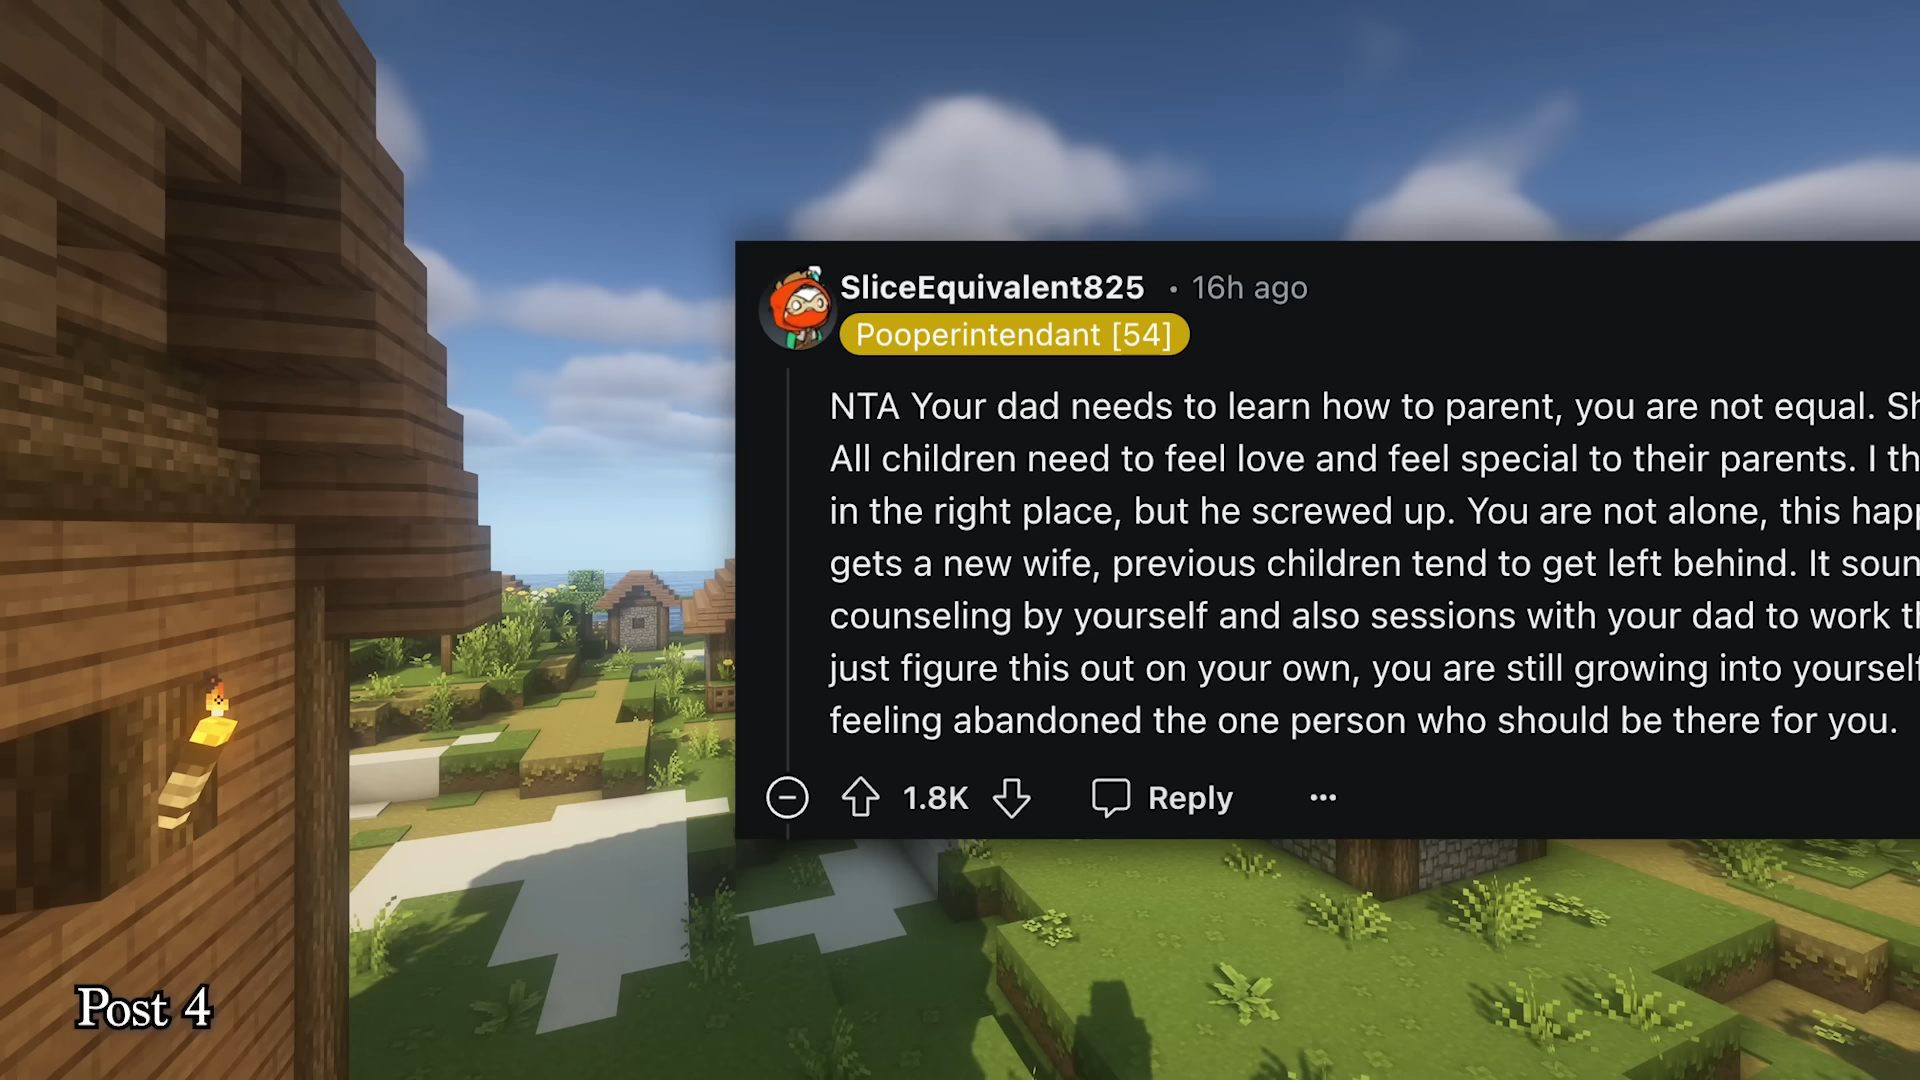 SliceEquivalent825 • 16h ago
Pooperintendant [54]
NTA Your dad needs to learn how to parent, you are not equal.
All children need to feel love and feel special to their parents. I
in the right place, but he screwed up. You are not alone, this
gets a new wife, previous children tend to get left behind. It
counseling by yourself and also sessions with your dad to work
just figure this out on your own, you are still growing into
feeling abandoned the one person who should be there for you.
1.8K Reply ...
Post 4